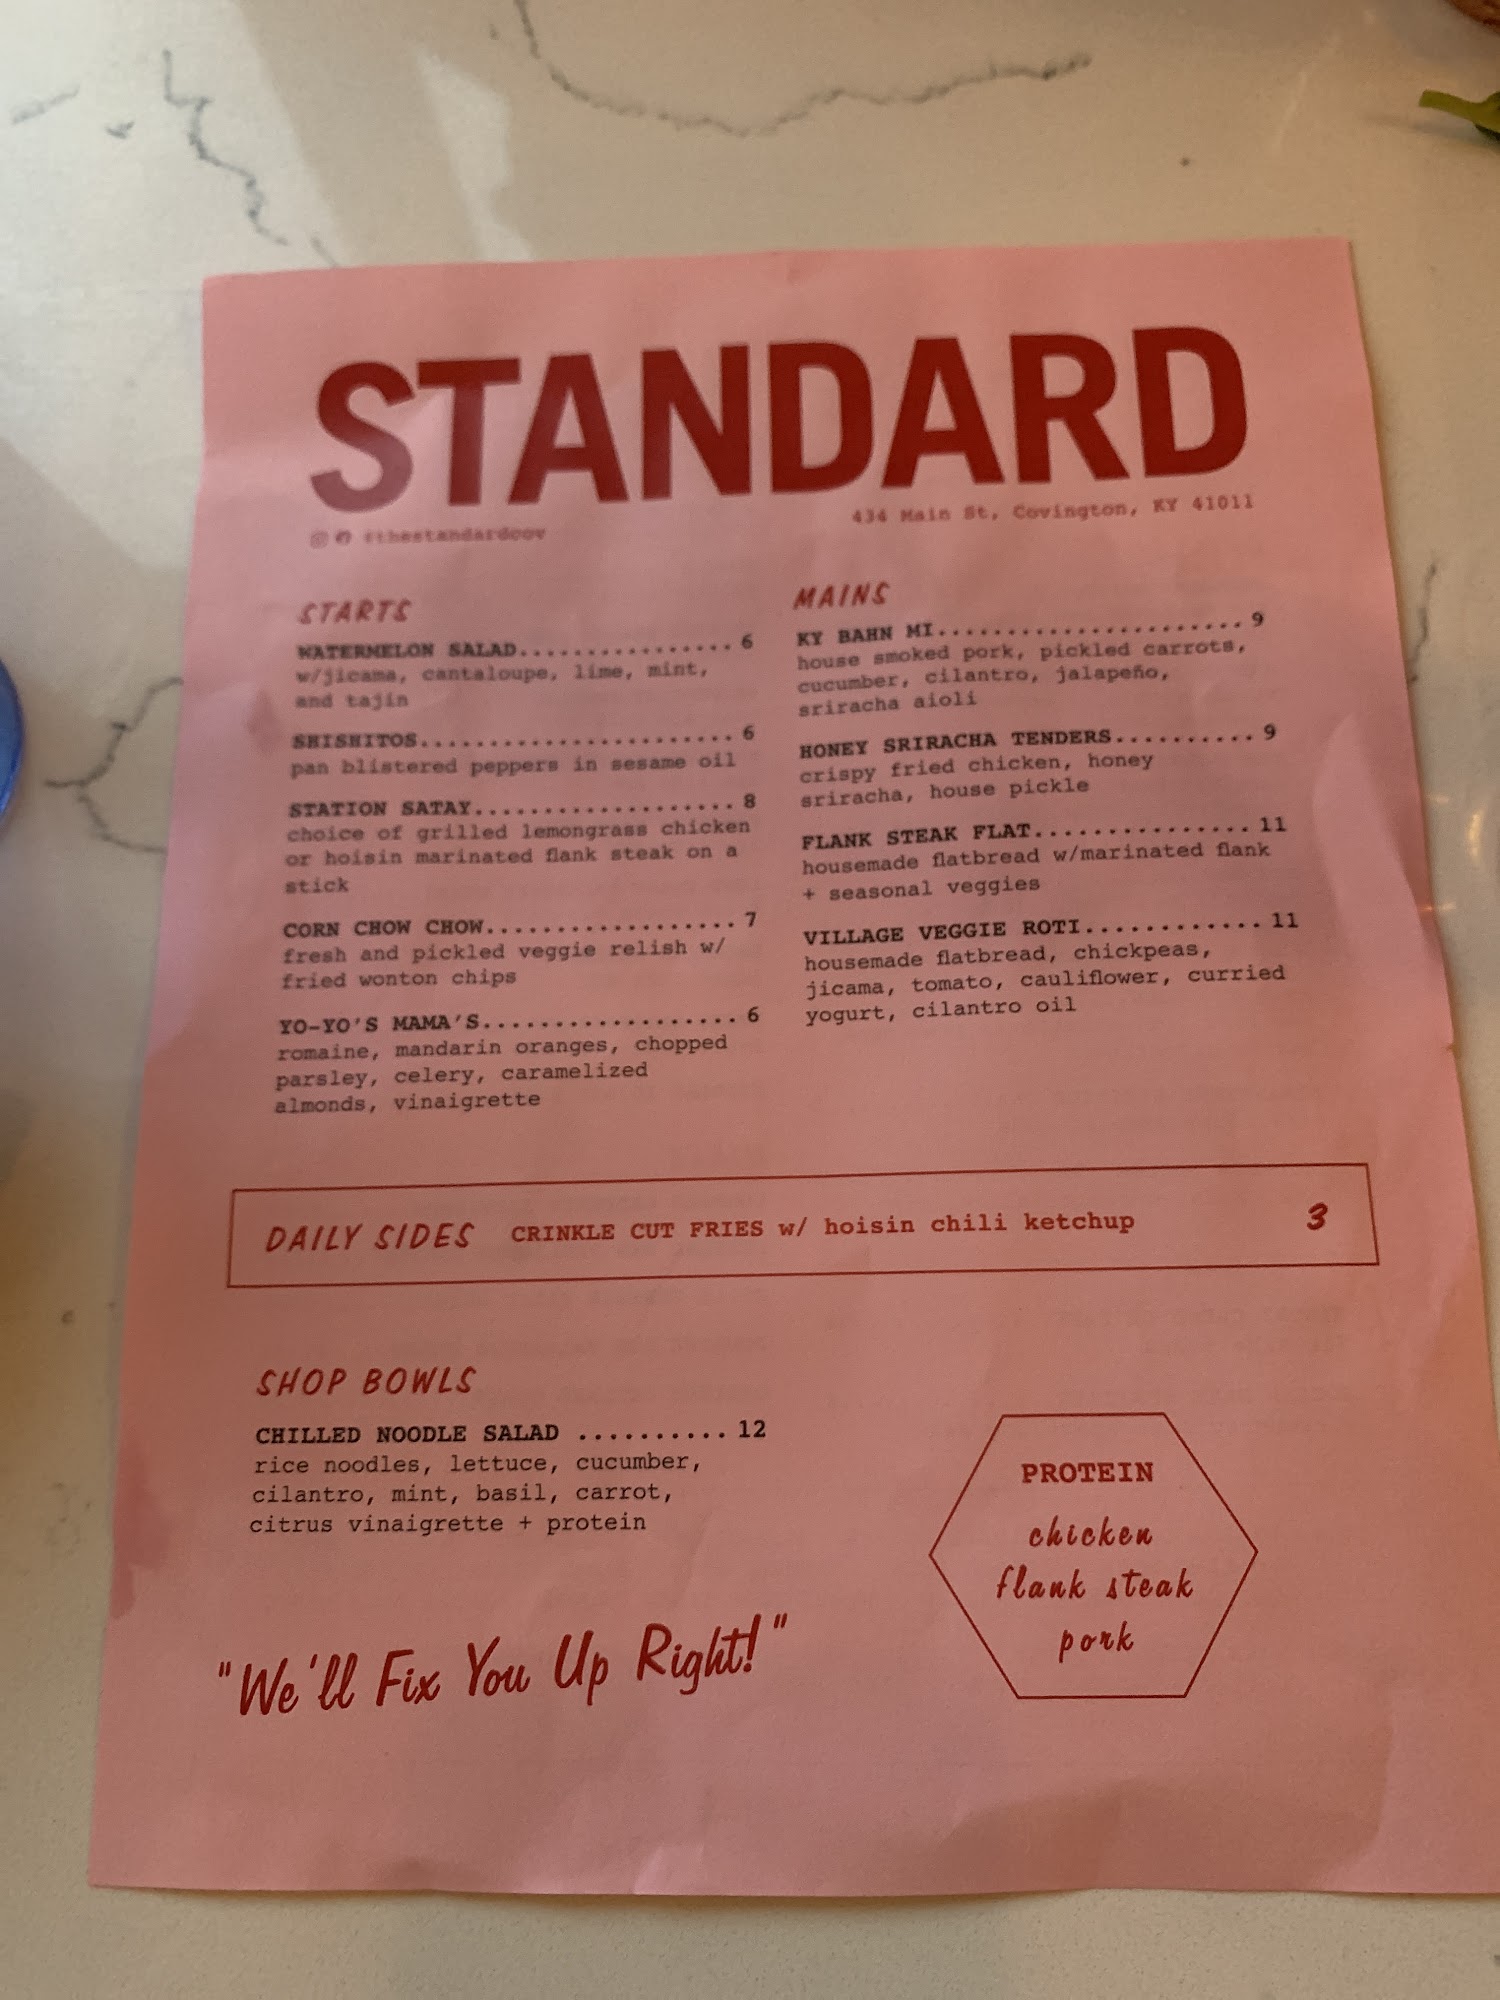 STANDARD
#thestandardcov
434 Main St, Covington, KY 41011
STARTS
WATERMELON SALAD................6
w/jicama, cantaloupe, lime, mint,
and tajin
SHISHITOS.......................6
pan blistered peppers in sesame oil
STATION SATAY...................8
choice of grilled lemongrass chicken
or hoisin marinated flank steak on a
stick
CORN CHOW CHOW..................7
fresh and pickled veggie relish w/
fried wonton chips
YO-YO'S MAMA'S..................6
romaine, mandarin oranges, chopped
parsley, celery, caramelized
almonds, vinaigrette
MAINS
KY BAHN MI......................9
house smoked pork, pickled carrots,
cucumber, cilantro, jalapeño,
sriracha aioli
HONEY SRIRACHA TENDERS..........9
crispy fried chicken, honey
sriracha, house pickle
FLANK STEAK FLAT...............11
housemade flatbread w/marinated flank
+ seasonal veggies
VILLAGE VEGGIE ROTI............11
housemade flatbread, chickpeas,
jicama, tomato, cauliflower, curried
yogurt, cilantro oil
DAILY SIDES CRINKLE CUT FRIES w/ hoisin chili ketchup 3
SHOP BOWLS
CHILLED NOODLE SALAD ..........12
rice noodles, lettuce, cucumber,
cilantro, mint, basil, carrot,
citrus vinaigrette + protein
PROTEIN
chicken
flank steak
pork
"We'll Fix You Up Right!"